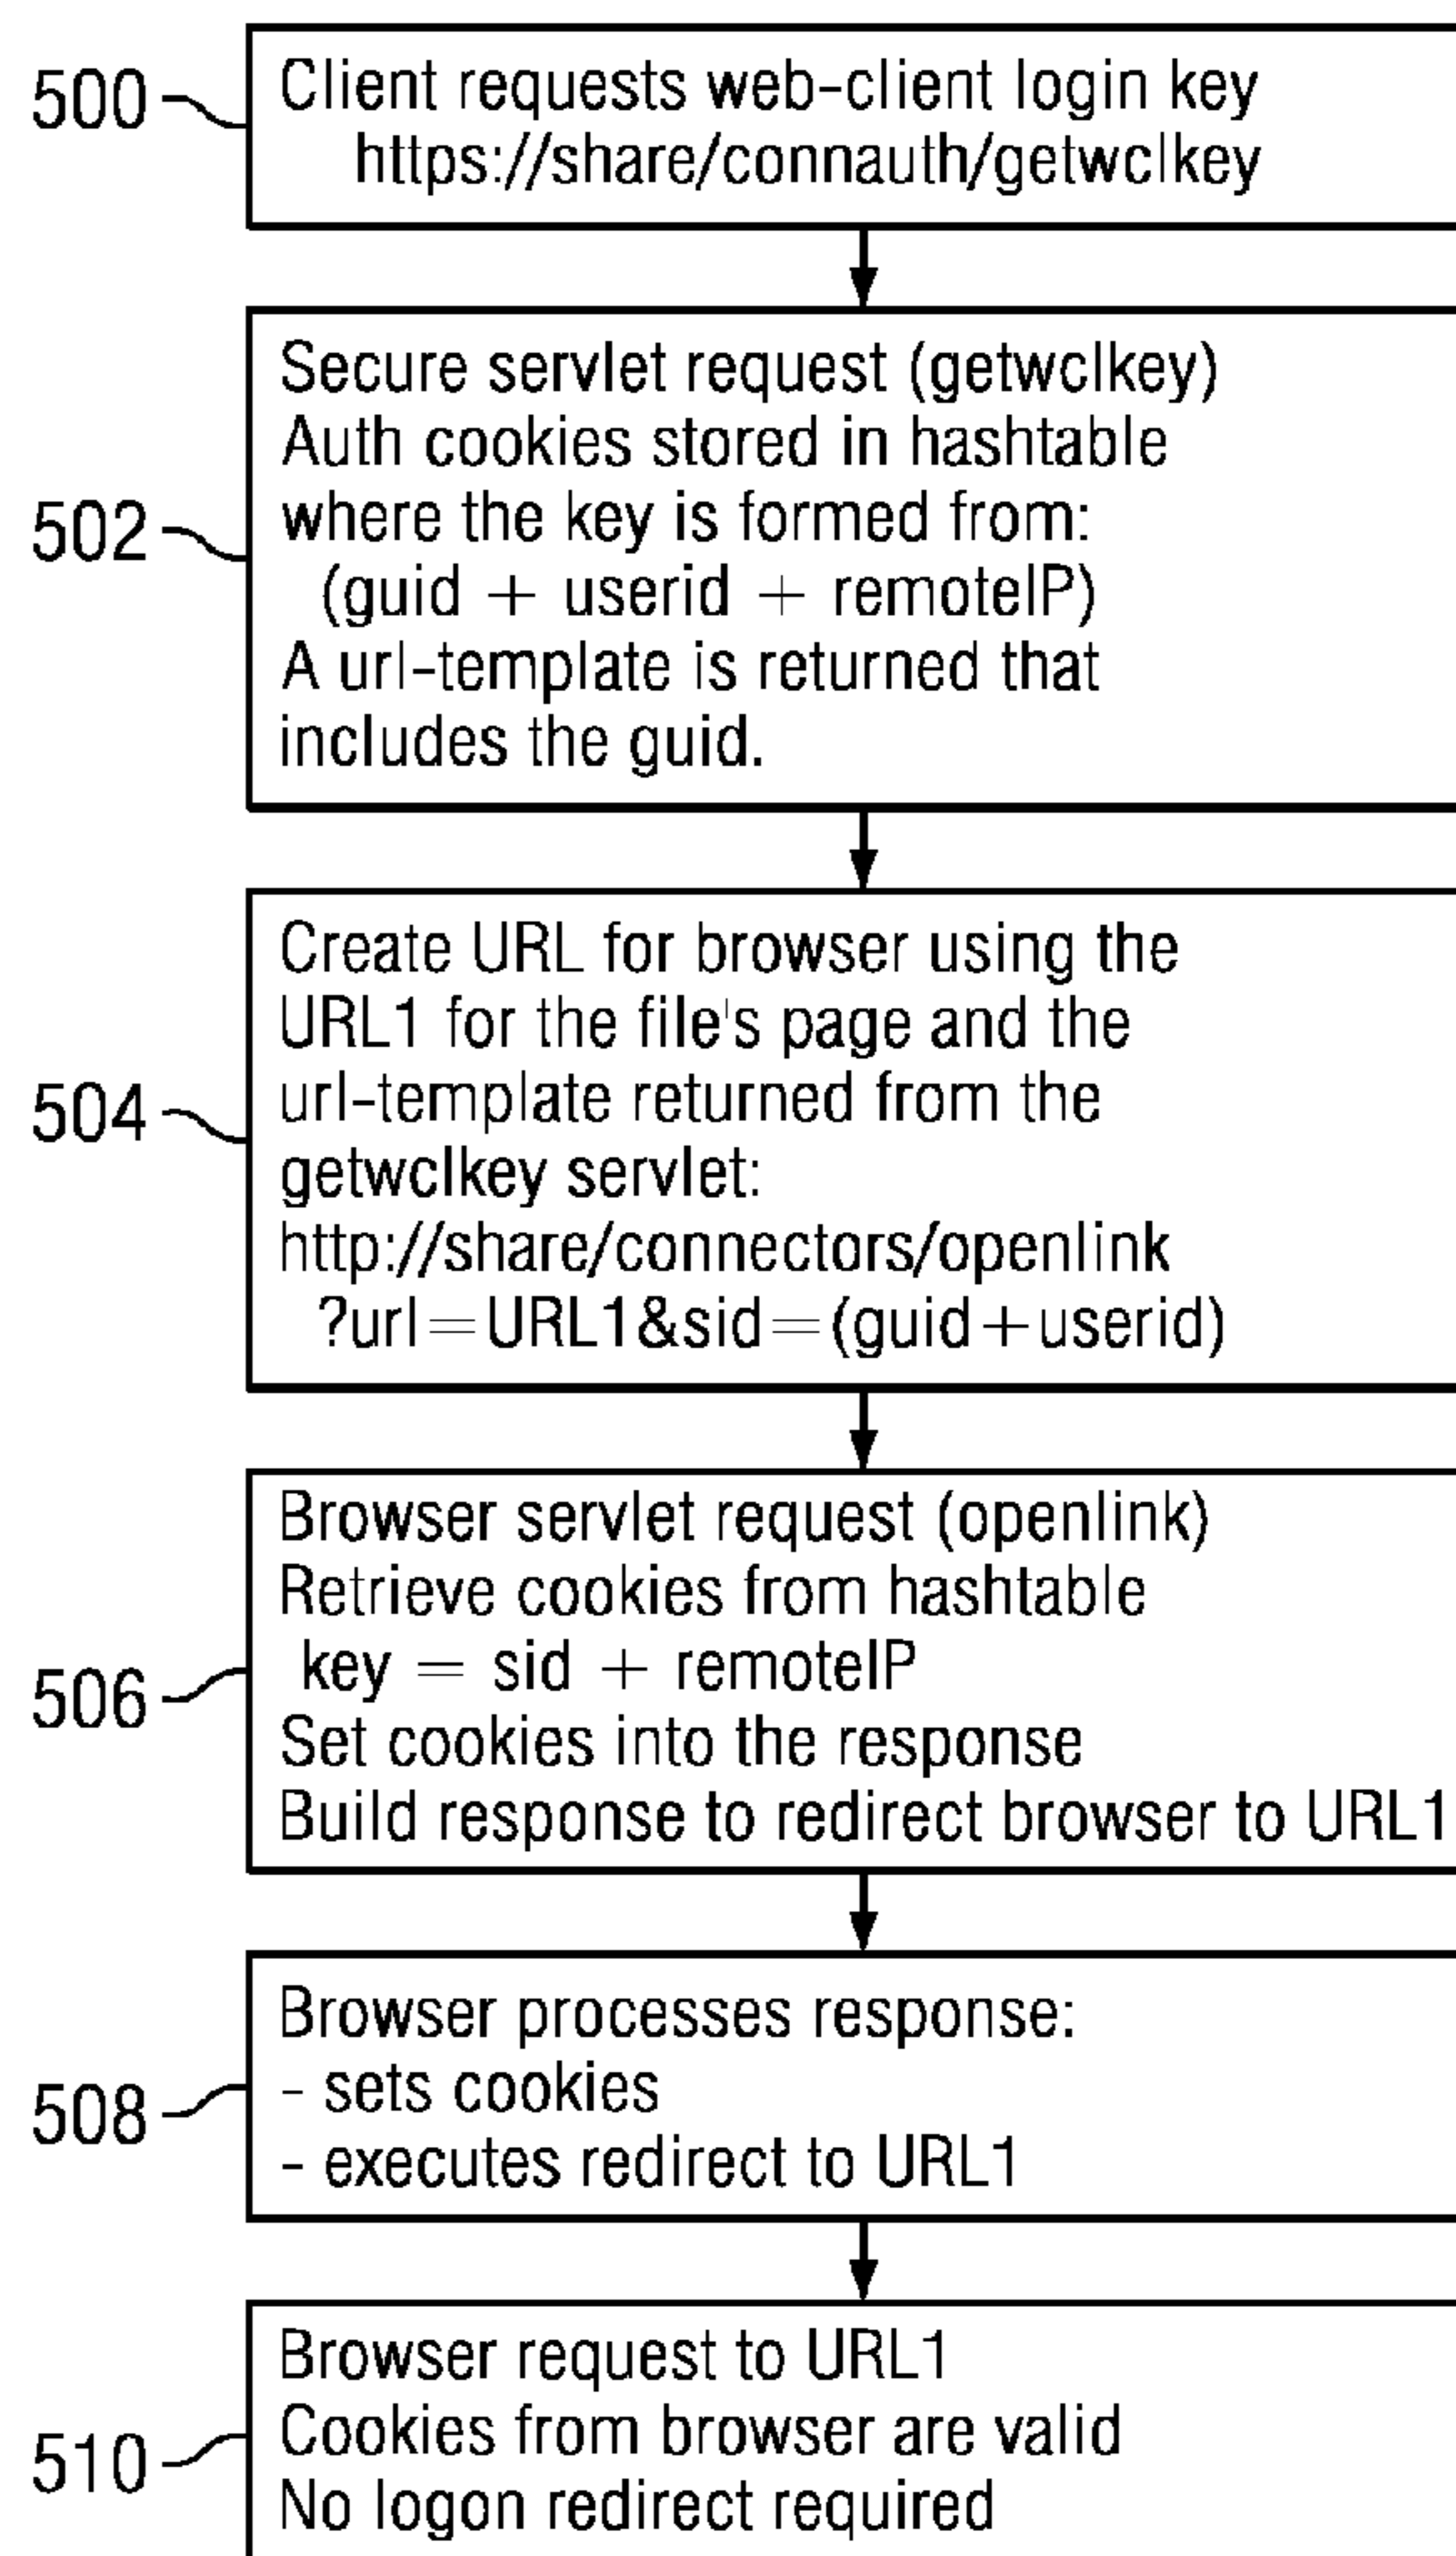 500
Client requests web-client login key
https://share/connauth/getwclkey
502
Secure servlet request (getwclkey)
Auth cookies stored in hashtable
where the key is formed from:
(guid + userid + remoteIP)
A url-template is returned that
includes the guid.
504
Create URL for browser using the
URL1 for the file's page and the
url-template returned from the
getwclkey servlet:
http://share/connectors/openlink
?url=URL1&sid=(guid+userid)
506
Browser servlet request (openlink)
Retrieve cookies from hashtable
key = sid + remoteIP
Set cookies into the response
Build response to redirect browser to URL1
508
Browser processes response:
- sets cookies
- executes redirect to URL1
510
Browser request to URL1
Cookies from browser are valid
No logon redirect required